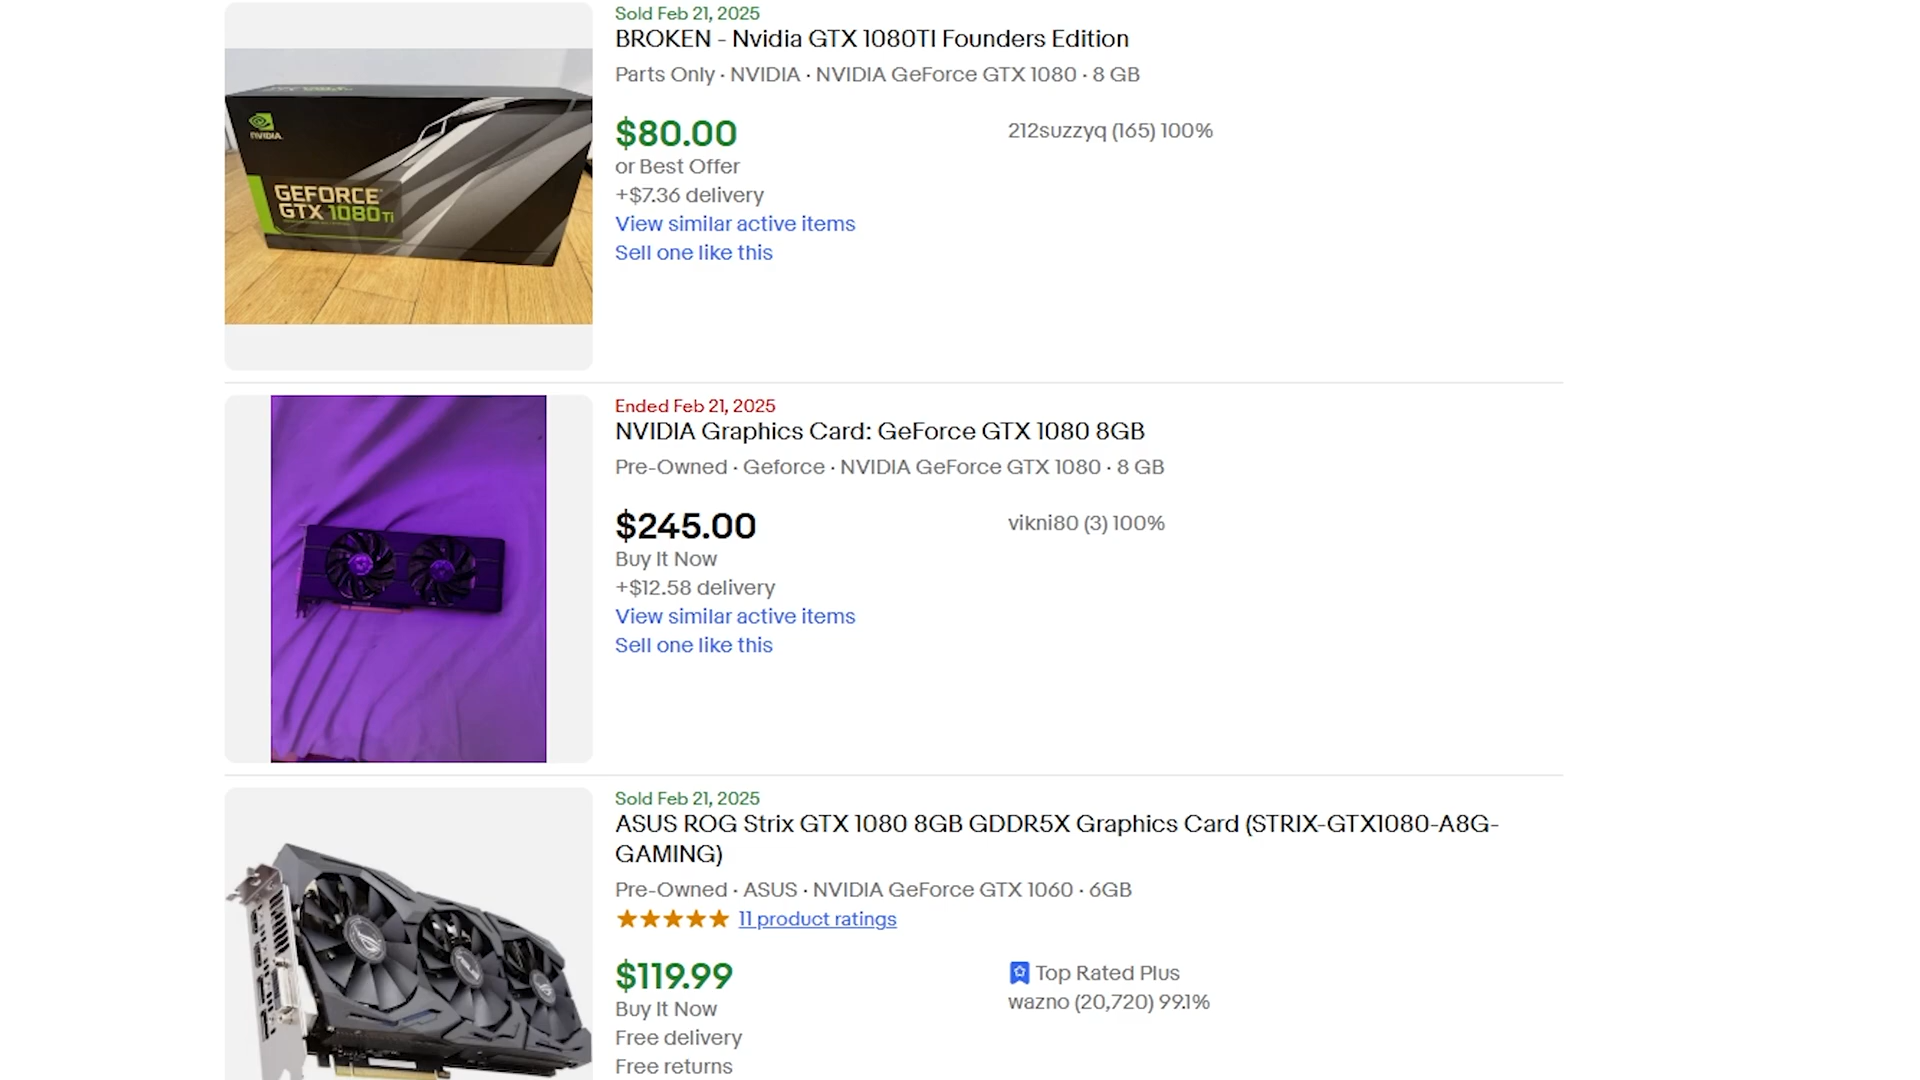 Sold Feb 21, 2025
BROKEN - Nvidia GTX 1080TI Founders Edition
Parts Only · NVIDIA · NVIDIA GeForce GTX 1080 · 8 GB
NVIDIA
GEFORCE
GTX 1080 Ti
$80.00
212suzzyq (165) 100%
or Best Offer
+$7.36 delivery
View similar active items
Sell one like this
Ended Feb 21, 2025
NVIDIA Graphics Card: GeForce GTX 1080 8GB
Pre-Owned · Geforce · NVIDIA GeForce GTX 1080 · 8 GB
$245.00
vikni80 (3) 100%
Buy It Now
+$12.58 delivery
View similar active items
Sell one like this
Sold Feb 21, 2025
ASUS ROG Strix GTX 1080 8GB GDDR5X Graphics Card (STRIX-GTX1080-A8G-
GAMING)
Pre-Owned · ASUS · NVIDIA GeForce GTX 1060 · 6GB
11 product ratings
$119.99
Top Rated Plus
Buy It Now
wazno (20,720) 99.1%
Free delivery
Free returns